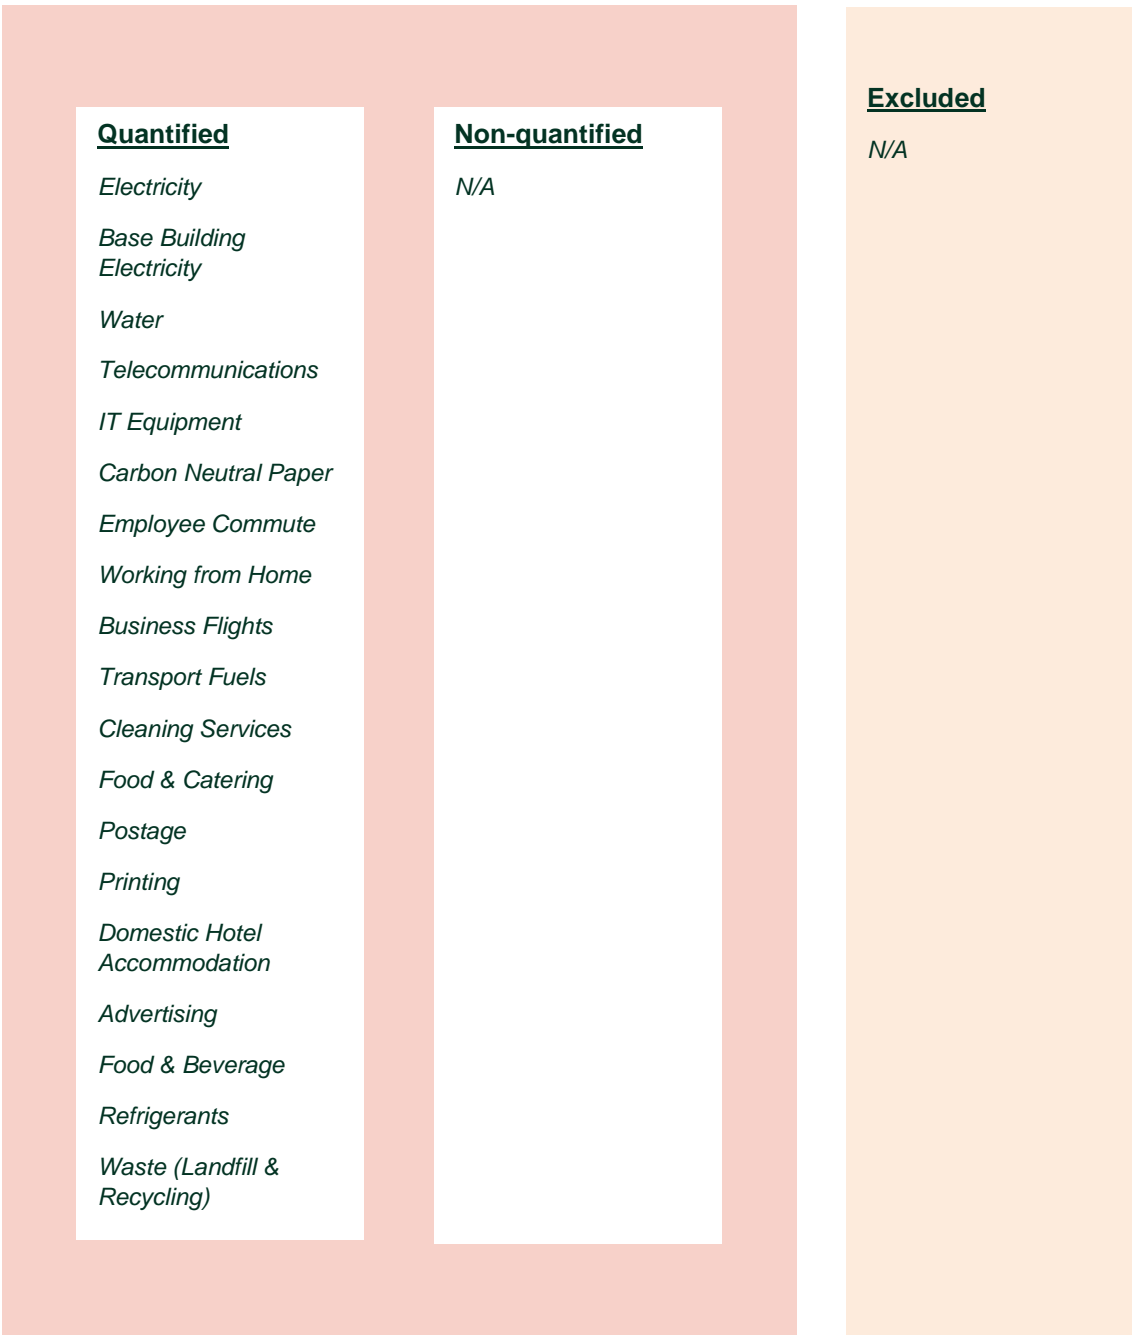 Quantified
Electricity
Base Building
Electricity
Water
Telecommunications
IT Equipment
Carbon Neutral Paper
Employee Commute
Working from Home
Business Flights
Transport Fuels
Cleaning Services
Food & Catering
Postage
Printing
Domestic Hotel
Accommodation
Advertising
Food & Beverage
Refrigerants
Waste (Landfill &
Recycling)
Non-quantified
N/A
Excluded
N/A